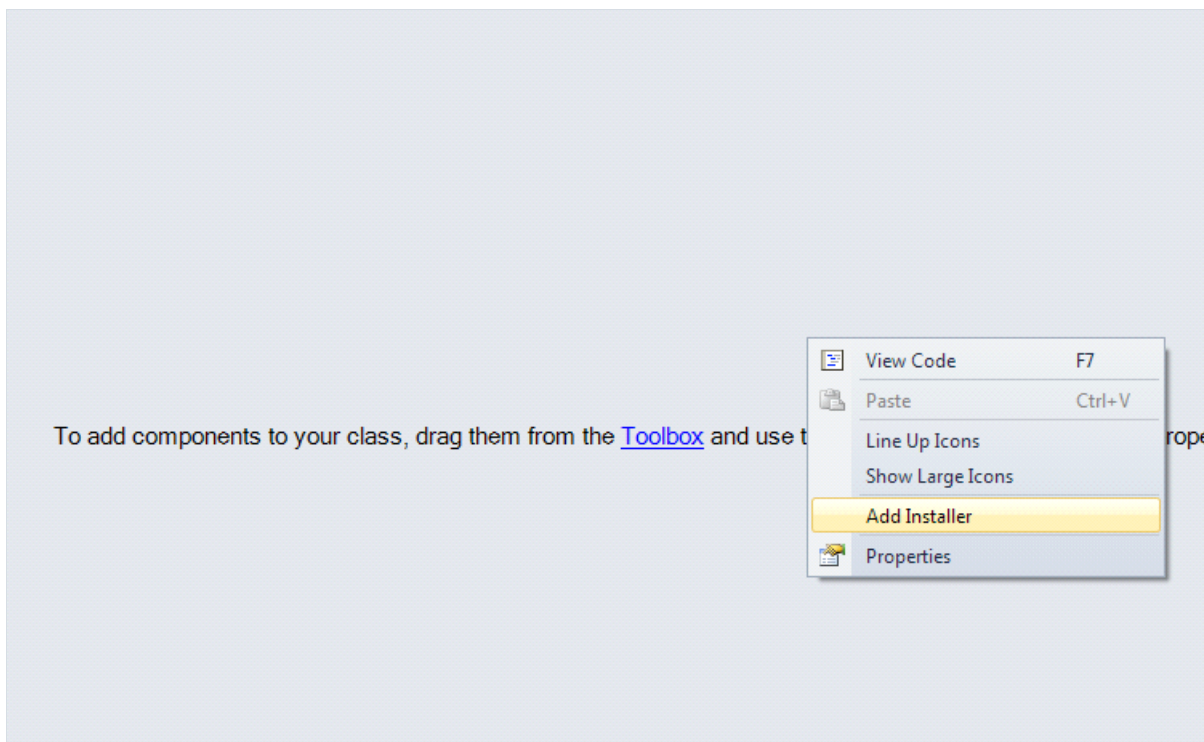 View Code F7
Paste Ctrl+V
To add components to your class, drag them from the Toolbox and use
Line Up Icons
Show Large Icons
Add Installer
Properties